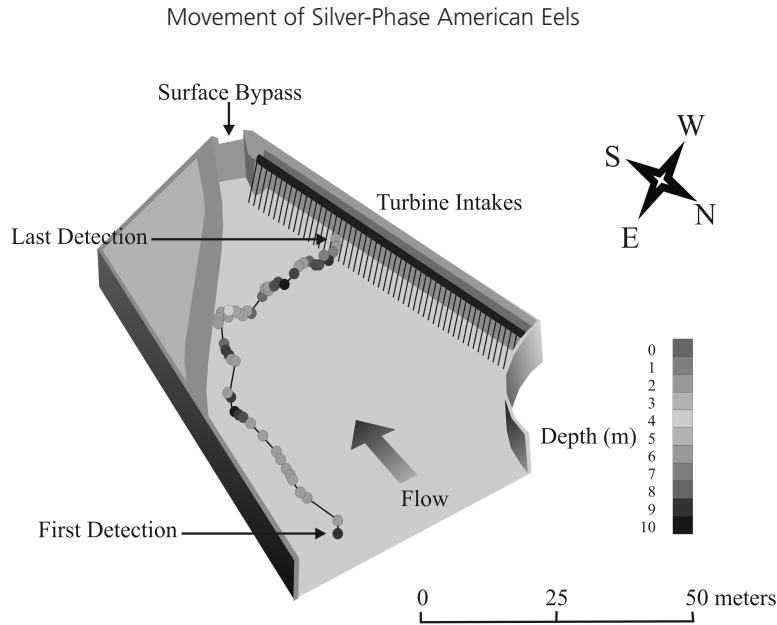 Movement of Silver-Phase American Eels
Surface Bypass
W
S
Turbine Intakes
N
E
Last Detection
0
1
2
3
4
5
6
7
8
9
10
Depth (m)
Flow
First Detection
0
25
50 meters